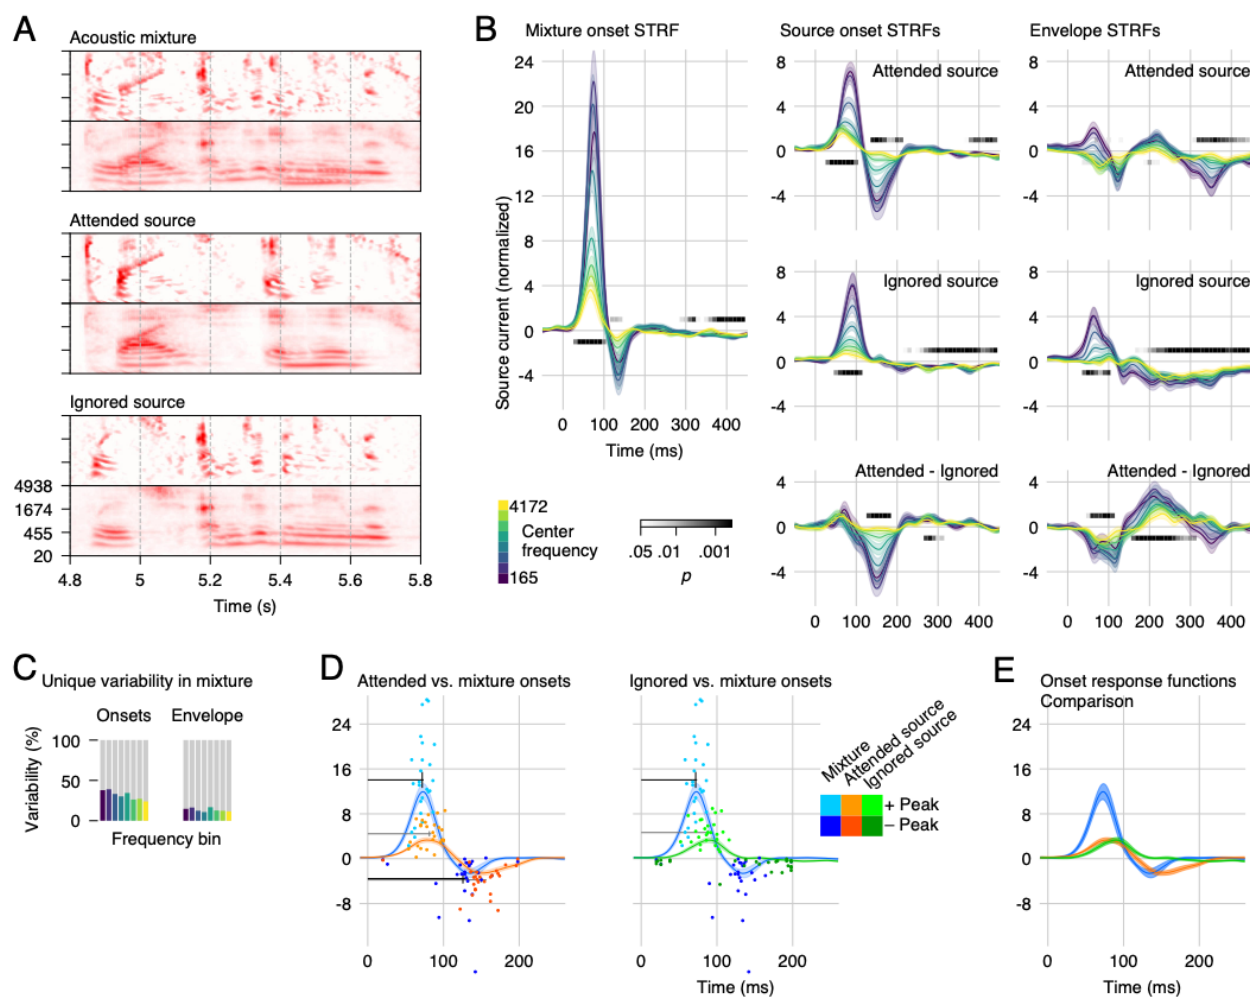 A
Acoustic mixture
Attended source
Ignored source
4938
1674
455
20
4.8 5 5.2 5.4 5.6 5.8
Time (s)
B
Mixture onset STRF
24
20
16
12
8
4
0
-4
Source current (normalized)
0 100 200 300 400
Time (ms)
4172
Center
frequency
165
.05 .01 .001
p
Source onset STRFs
Attended source
8
4
0
-4
Ignored source
8
4
0
-4
Attended - Ignored
4
0
-4
0 100 200 300 400
Envelope STRFs
Attended source
8
4
0
-4
Ignored source
8
4
0
-4
Attended - Ignored
4
0
-4
0 100 200 300 400
C
Unique variability in mixture
Onsets Envelope
Variability (%)
100
50
0
Frequency bin
D
Attended vs. mixture onsets
24
16
8
0
-8
0 100 200
Ignored vs. mixture onsets
0 100 200
Time (ms)
Mixture
Attended source
Ignored source
+ Peak
− Peak
E
Onset response functions
Comparison
24
16
8
0
-8
0 100 200
Time (ms)